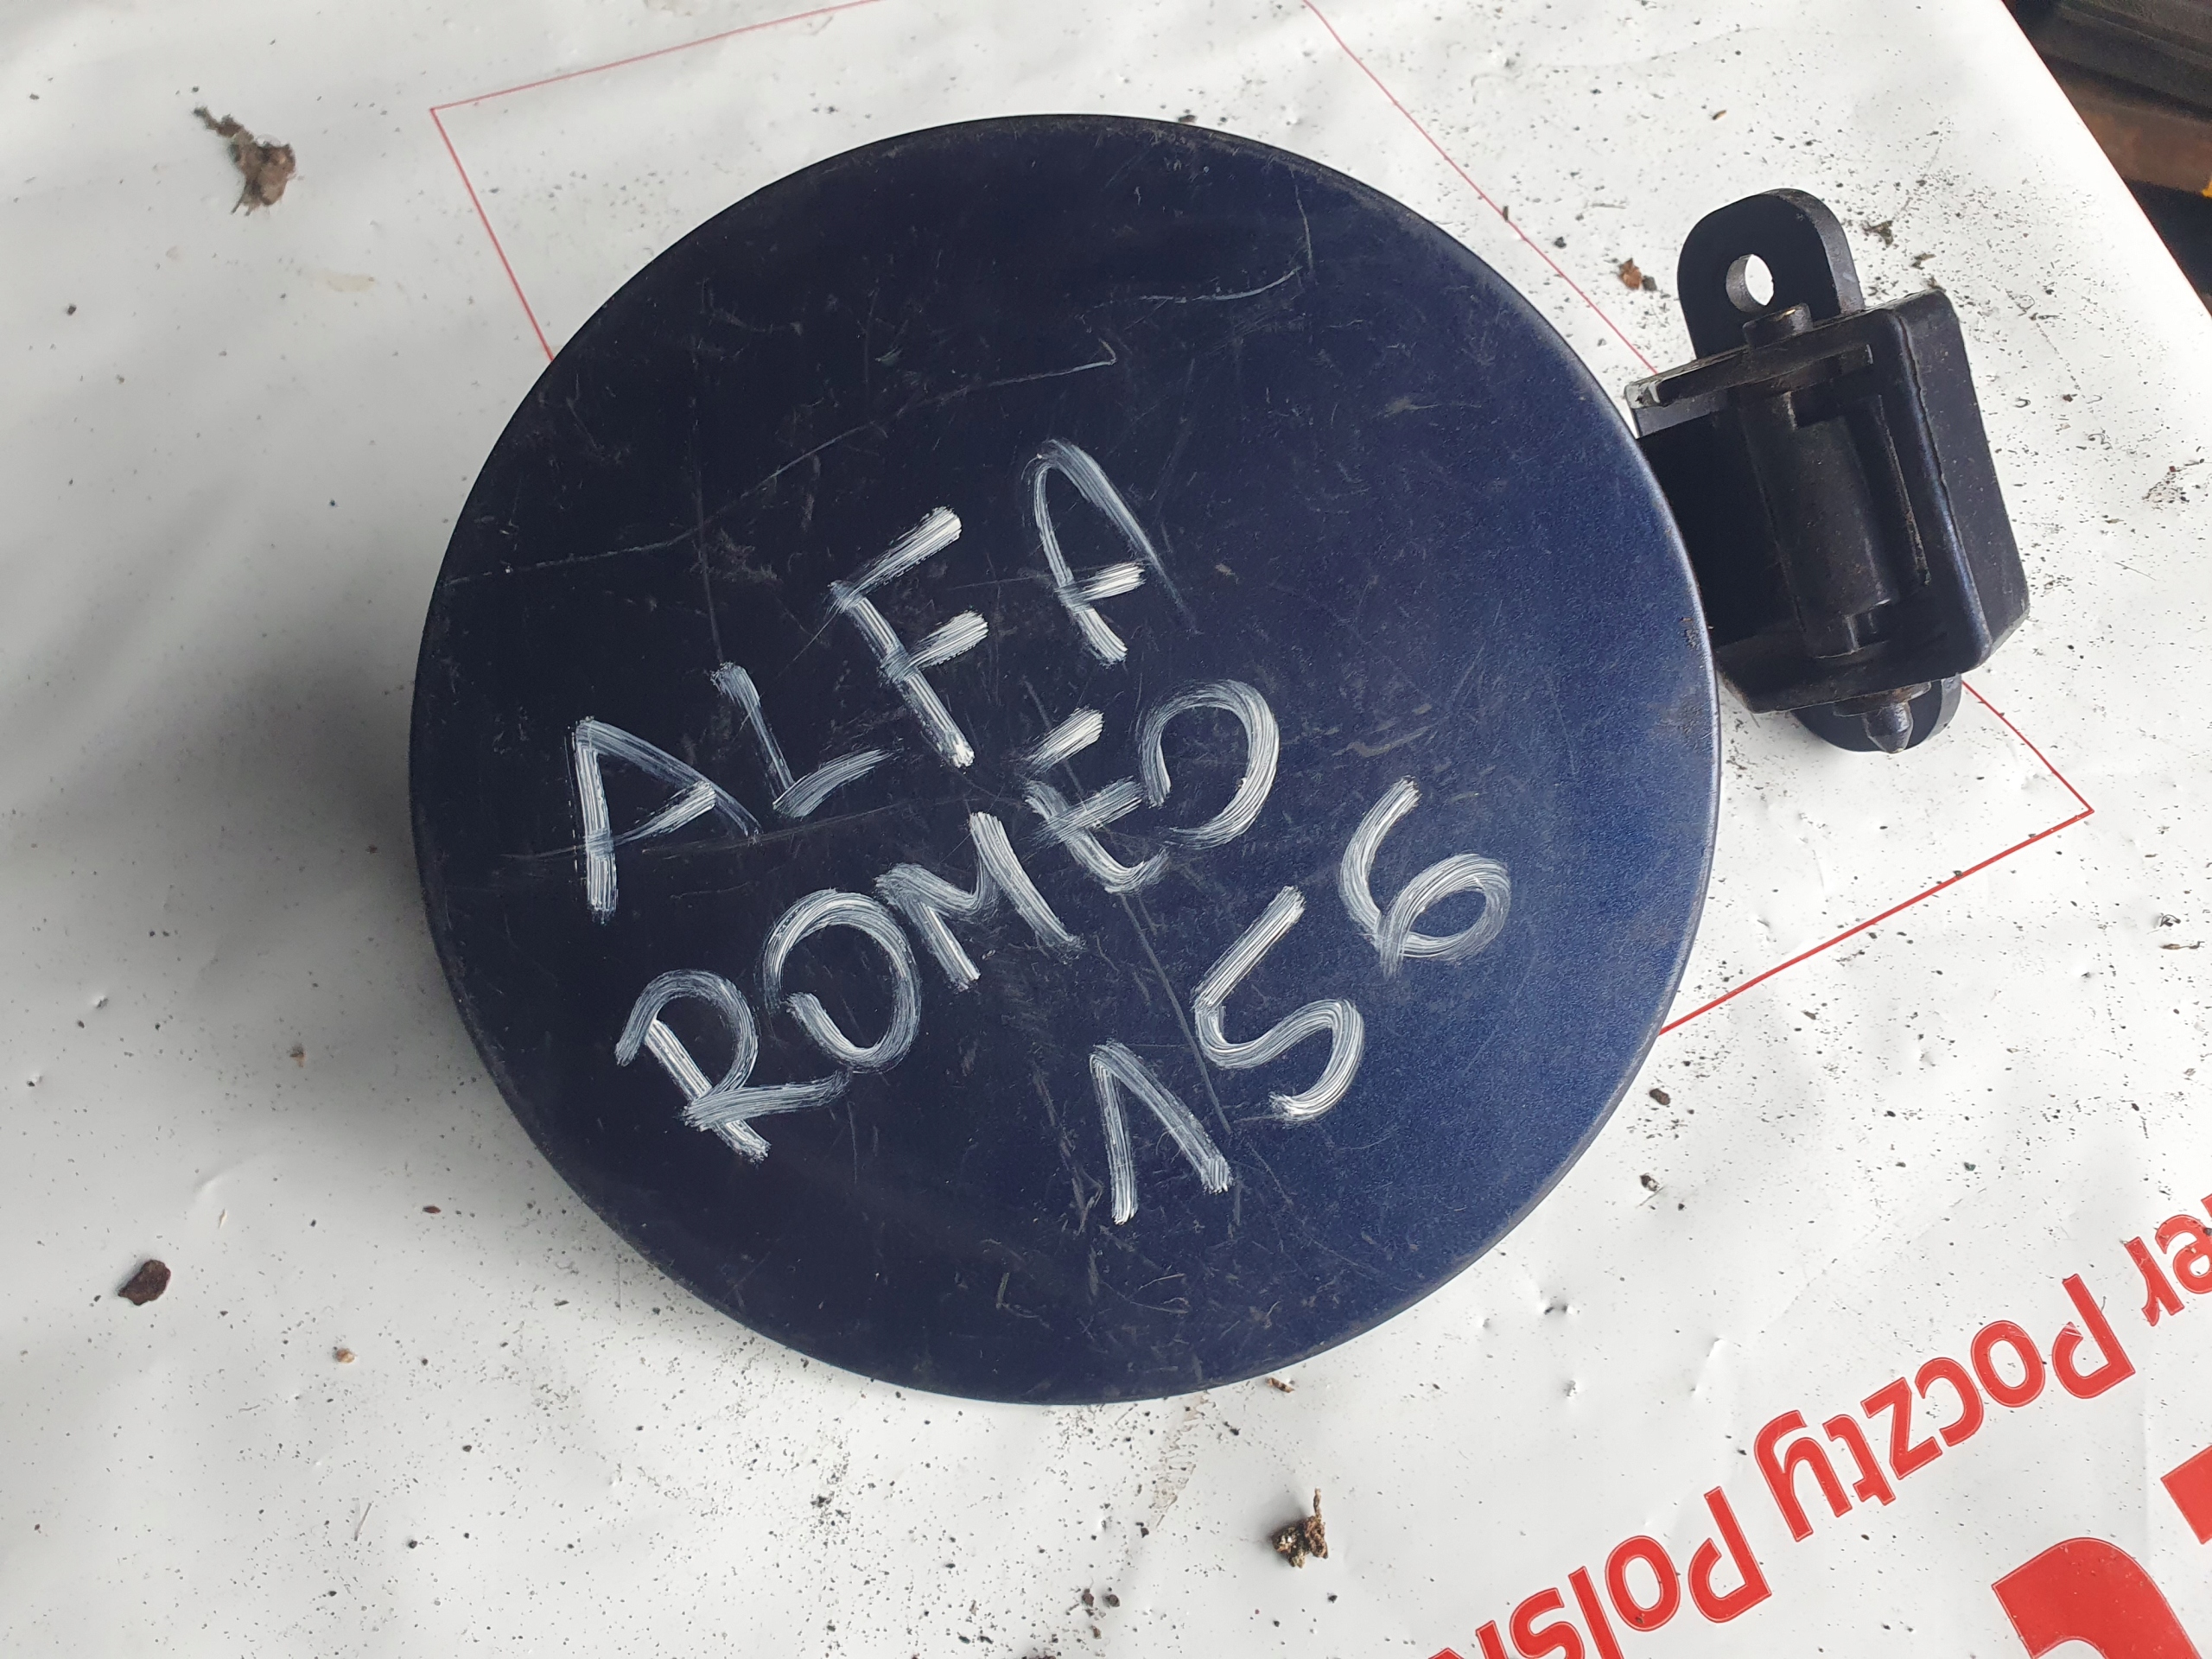 ALFA
ROMEO
156
er Poczty
Polsk